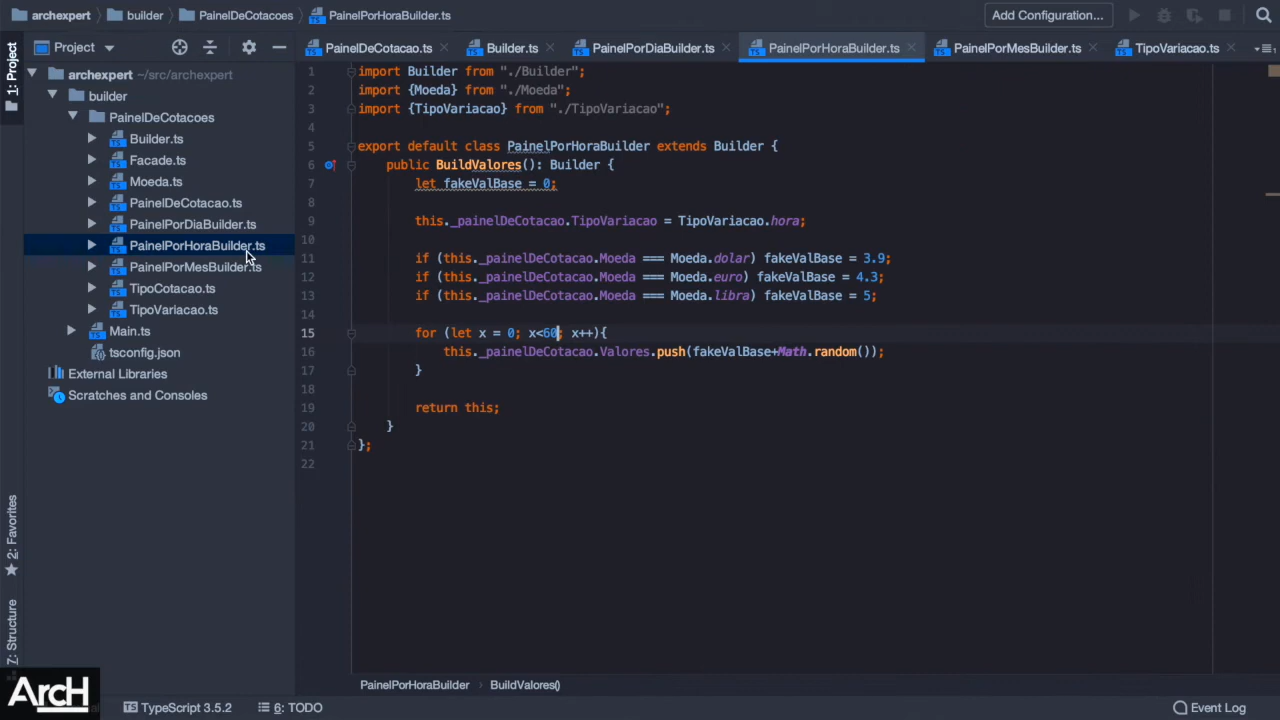 archexpert builder PainelDeCotacoes PainelPorHoraBuilder.ts Add Configuration...
1: Project
Project
PainelDeCotacao.ts Builder.ts PainelPorDiaBuilder.ts PainelPorHoraBuilder.ts PainelPorMesBuilder.ts TipoVariacao.ts
archexpert ~/src/archexpert
builder
PainelDeCotacoes
Builder.ts
Facade.ts
Moeda.ts
PainelDeCotacao.ts
PainelPorDiaBuilder.ts
PainelPorHoraBuilder.ts
PainelPorMesBuilder.ts
TipoCotacao.ts
TipoVariacao.ts
Main.ts
tsconfig.json
External Libraries
Scratches and Consoles
1 import Builder from "./Builder";
2 import {Moeda} from "./Moeda";
3 import {TipoVariacao} from "./TipoVariacao";
4
5 export default class PainelPorHoraBuilder extends Builder {
6 public BuildValores(): Builder {
7 let fakeValBase = 0;
8
9 this._painelDeCotacao.TipoVariacao = TipoVariacao.hora;
10
11 if (this._painelDeCotacao.Moeda === Moeda.dolar) fakeValBase = 3.9;
12 if (this._painelDeCotacao.Moeda === Moeda.euro) fakeValBase = 4.3;
13 if (this._painelDeCotacao.Moeda === Moeda.libra) fakeValBase = 5;
14
15 for (let x = 0; x<60; x++){
16 this._painelDeCotacao.Valores.push(fakeValBase+Math.random());
17 }
18
19 return this;
20 }
21 };
22
2: Favorites
7: Structure
PainelPorHoraBuilder BuildValores()
ArcH
TypeScript 3.5.2 6: TODO Event Log